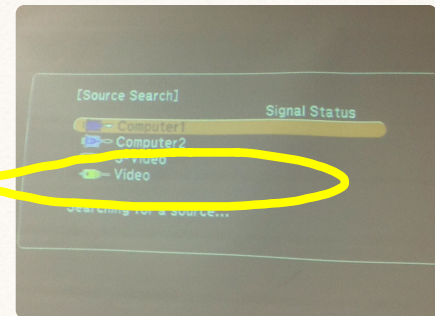 [Source Search]
Signal Status
Computer1
Computer2
S-Video
Video
Searching for a source...